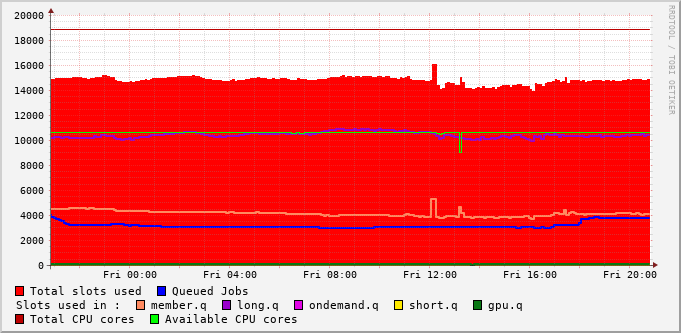 RRDTOOL / TOBI OETIKER
20000
18000
16000
14000
12000
10000
8000
6000
4000
2000
0
Fri 00:00 Fri 04:00 Fri 08:00 Fri 12:00 Fri 16:00 Fri 20:00
Total slots used Queued Jobs
Slots used in : member.q long.q ondemand.q short.q gpu.q
Total CPU cores Available CPU cores